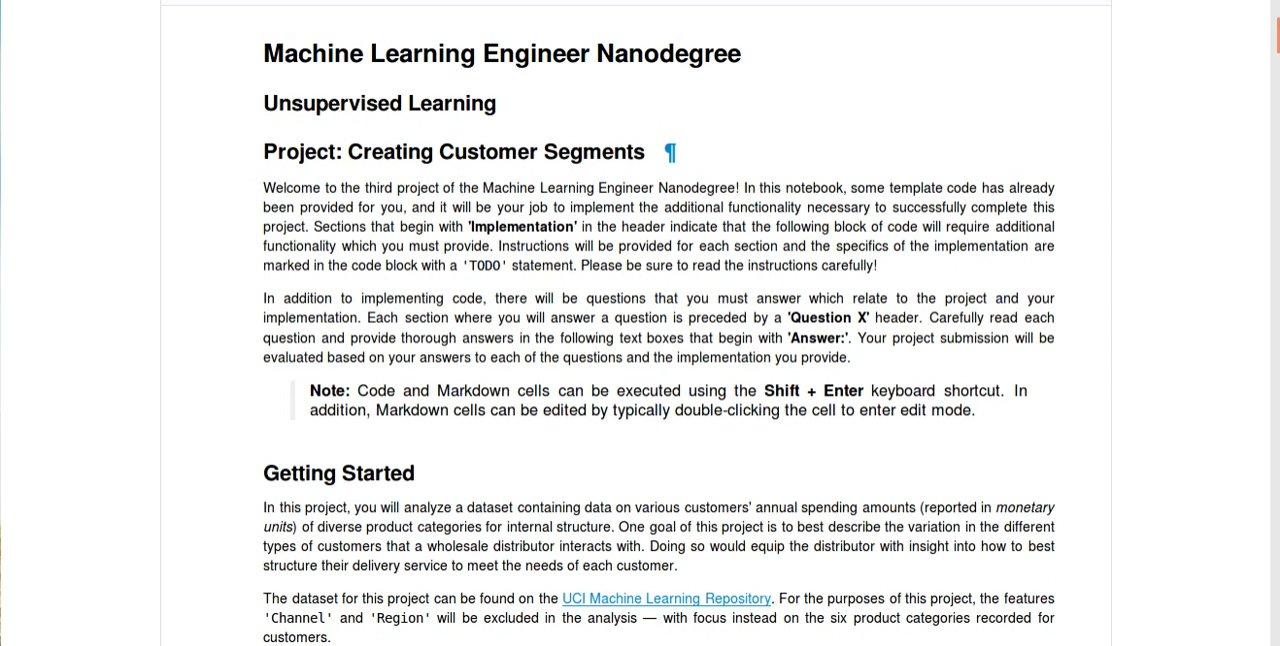 Machine Learning Engineer Nanodegree
Unsupervised Learning
Project: Creating Customer Segments ¶
Welcome to the third project of the Machine Learning Engineer Nanodegree! In this notebook, some template code has already
been provided for you, and it will be your job to implement the additional functionality necessary to successfully complete this
project. Sections that begin with 'Implementation' in the header indicate that the following block of code will require additional
functionality which you must provide. Instructions will be provided for each section and the specifics of the implementation are
marked in the code block with a 'TODO' statement. Please be sure to read the instructions carefully!
In addition to implementing code, there will be questions that you must answer which relate to the project and your
implementation. Each section where you will answer a question is preceded by a 'Question X' header. Carefully read each
question and provide thorough answers in the following text boxes that begin with 'Answer:'. Your project submission will be
evaluated based on your answers to each of the questions and the implementation you provide.
Note: Code and Markdown cells can be executed using the Shift + Enter keyboard shortcut. In
addition, Markdown cells can be edited by typically double-clicking the cell to enter edit mode.
Getting Started
In this project, you will analyze a dataset containing data on various customers' annual spending amounts (reported in monetary
units) of diverse product categories for internal structure. One goal of this project is to best describe the variation in the different
types of customers that a wholesale distributor interacts with. Doing so would equip the distributor with insight into how to best
structure their delivery service to meet the needs of each customer.
The dataset for this project can be found on the UCI Machine Learning Repository. For the purposes of this project, the features
'Channel' and 'Region' will be excluded in the analysis — with focus instead on the six product categories recorded for
customers.